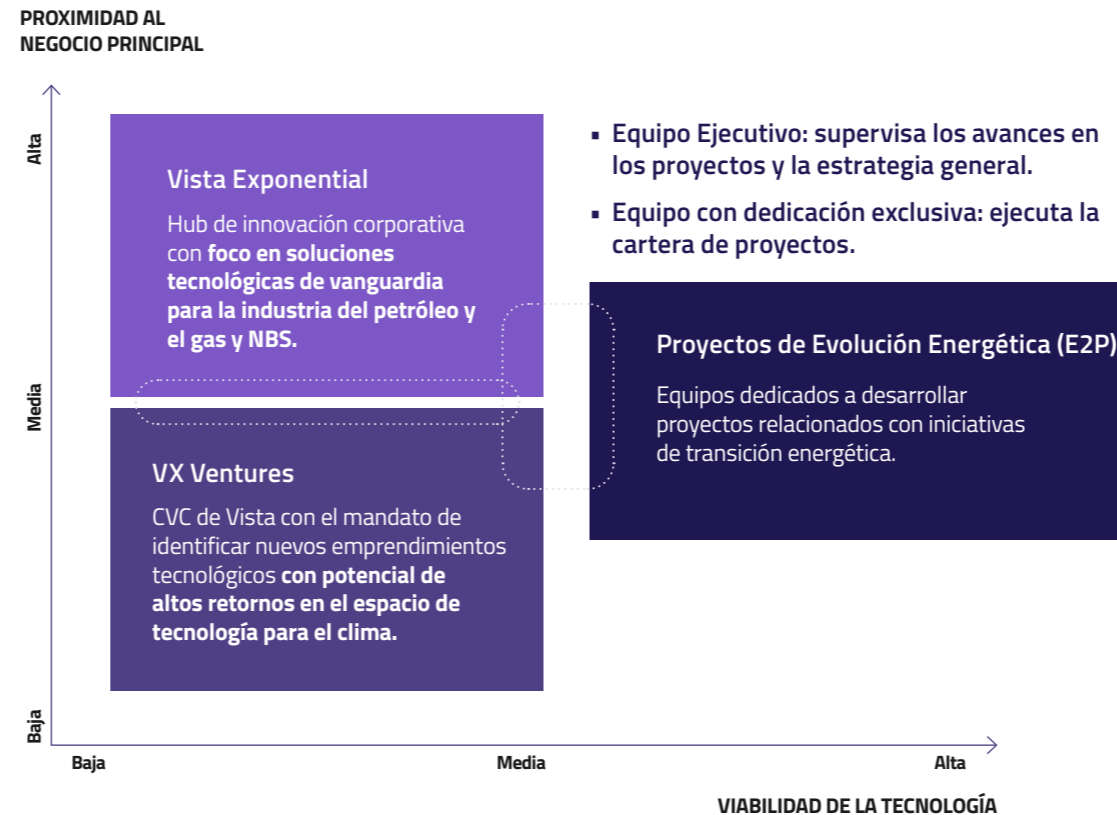 PROXIMIDAD AL
NEGOCIO PRINCIPAL
Alta
Media
Baja
Vista Exponential
Hub de innovación corporativa
con foco en soluciones
tecnológicas de vanguardia
para la industria del petróleo y
el gas y NBS.
VX Ventures
CVC de Vista con el mandato de
identificar nuevos emprendimientos
tecnológicos con potencial de
altos retornos en el espacio de
tecnología para el clima.
▪ Equipo Ejecutivo: supervisa los avances en
los proyectos y la estrategia general.
▪ Equipo con dedicación exclusiva: ejecuta la
cartera de proyectos.
Proyectos de Evolución Energética (E2P)
Equipos dedicados a desarrollar
proyectos relacionados con iniciativas
de transición energética.
Baja
Media
Alta
VIABILIDAD DE LA TECNOLOGÍA